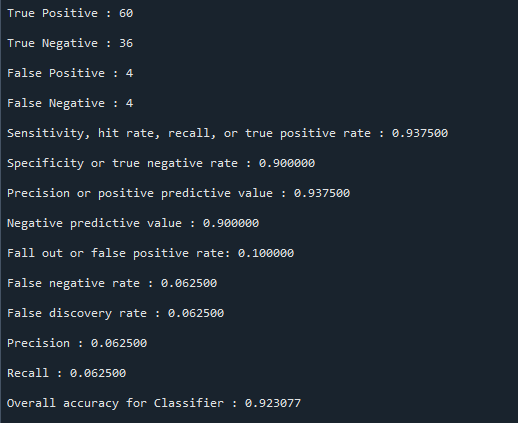 True Positive : 60
True Negative : 36
False Positive : 4
False Negative : 4
Sensitivity, hit rate, recall, or true positive rate : 0.937500
Specificity or true negative rate : 0.900000
Precision or positive predictive value : 0.937500
Negative predictive value : 0.900000
Fall out or false positive rate: 0.100000
False negative rate : 0.062500
False discovery rate : 0.062500
Precision : 0.062500
Recall : 0.062500
Overall accuracy for Classifier : 0.923077